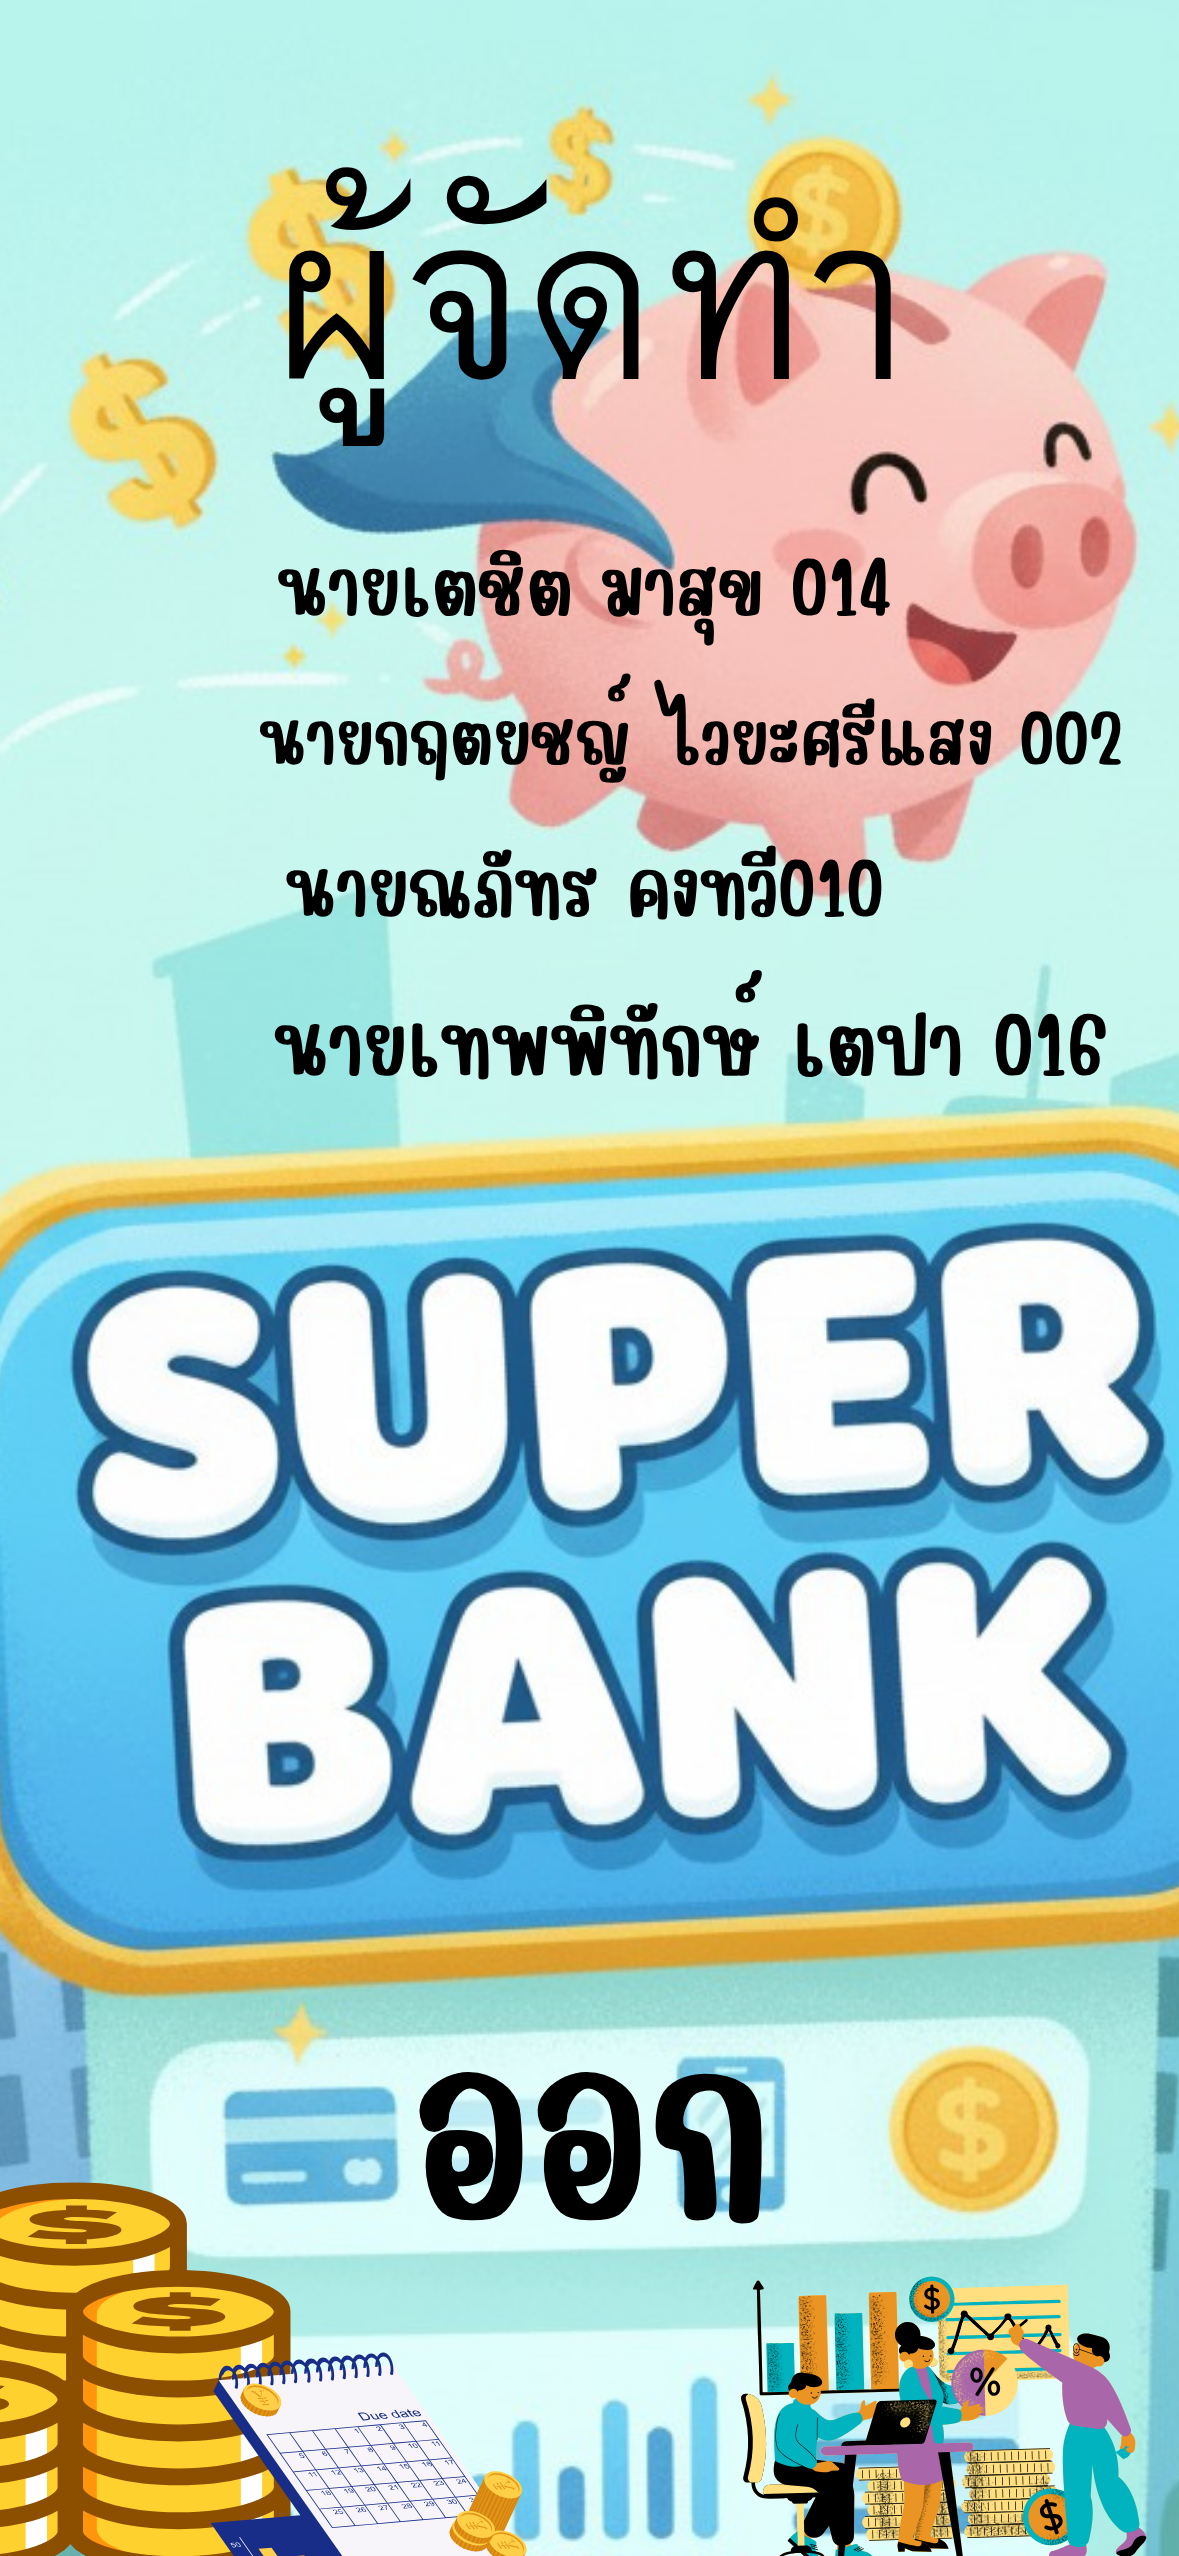 ผู้จัดทำ
นายเตชิต มาสุข 014
นายกฤตยชญ์ ไวยะศรีแสง 002
นายณภัทร คงทวี010
นายเทพพิทักษ์ เตปา 016
SUPER
BANK
ออก
Due date
%